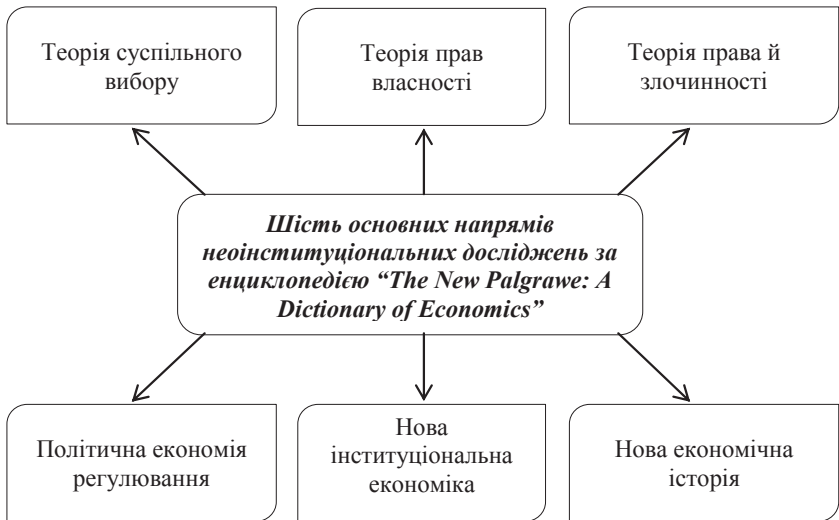 Теорія суспільного
вибору
Теорія прав
власності
Теорія права й
злочинності
Шість основних напрямів
неоінституціональних досліджень за
енциклопедією “The New Palgrawe: A
Dictionary of Economics”
Політична економія
регулювання
Нова
інституціональна
економіка
Нова економічна
історія